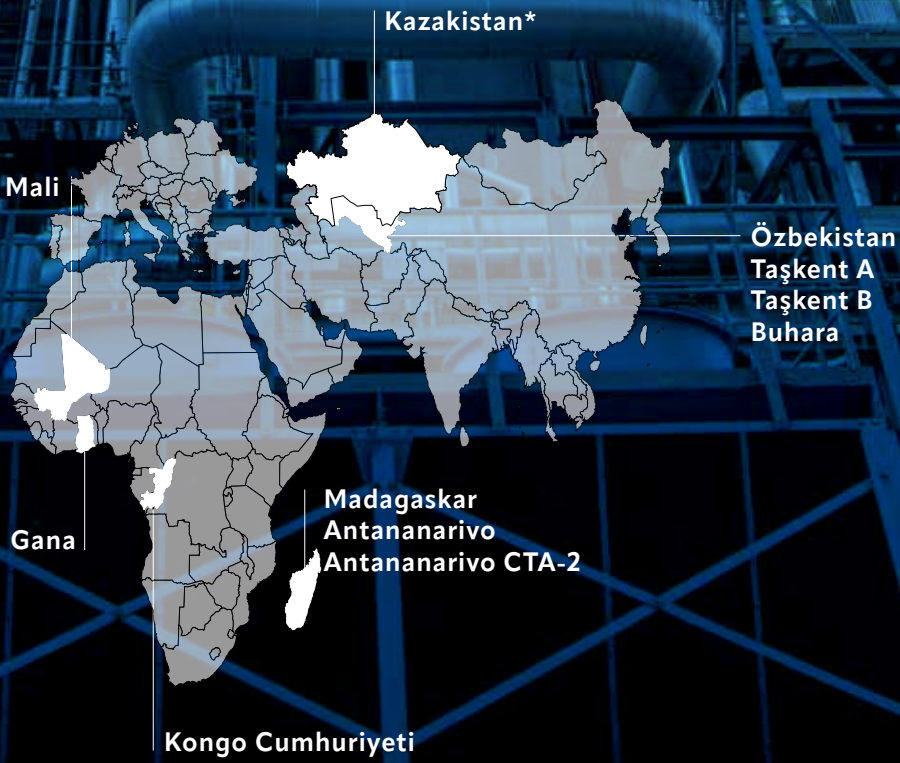 Kazakistan*
Mali
Özbekistan
Taşkent A
Taşkent B
Buhara
Madagaskar
Antananarivo
Antananarivo CTA-2
Gana
Kongo Cumhuriyeti